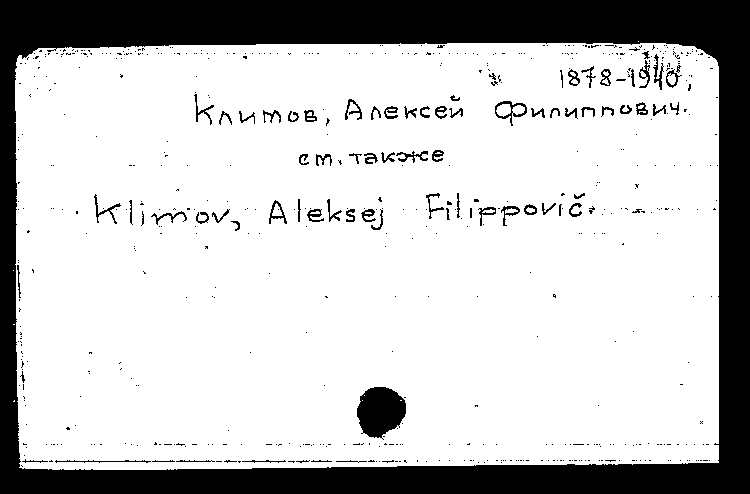 1878-1940,
Климов, Алексей Филиппович.
см. также
Klimov, Aleksej Filippovič.